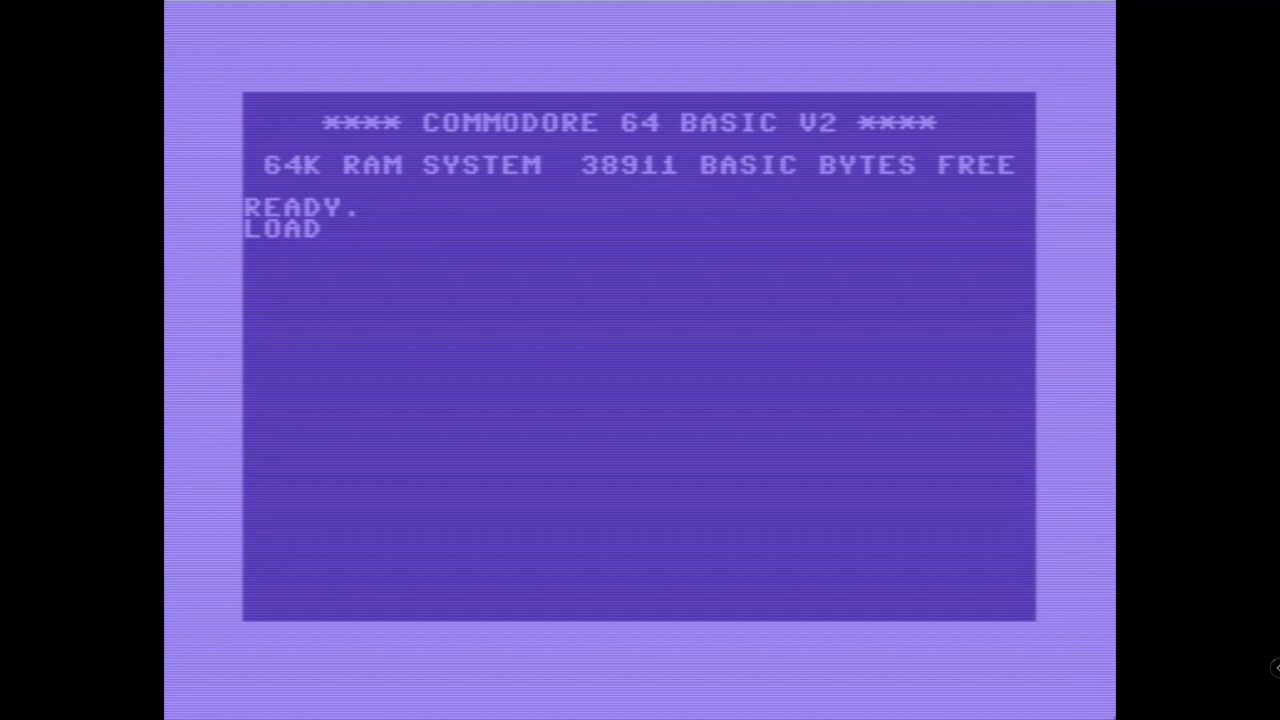 **** COMMODORE 64 BASIC V2 ****
64K RAM SYSTEM  38911 BASIC BYTES FREE
READY.
LOAD